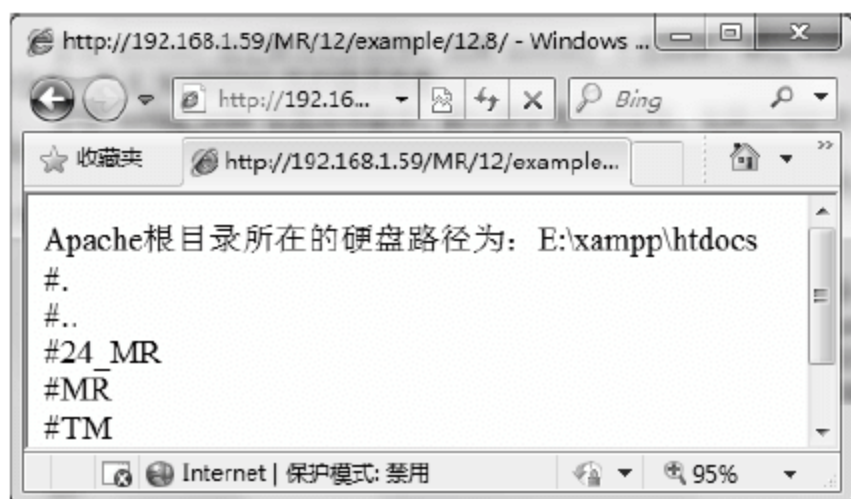 http://192.168.1.59/MR/12/example/12.8/ - Windows ...
http://192.16... Bing
收藏夹 http://192.168.1.59/MR/12/example...
Apache根目录所在的硬盘路径为：E:\xampp\htdocs
#.
#..
#24_MR
#MR
#TM
Internet | 保护模式: 禁用 95%